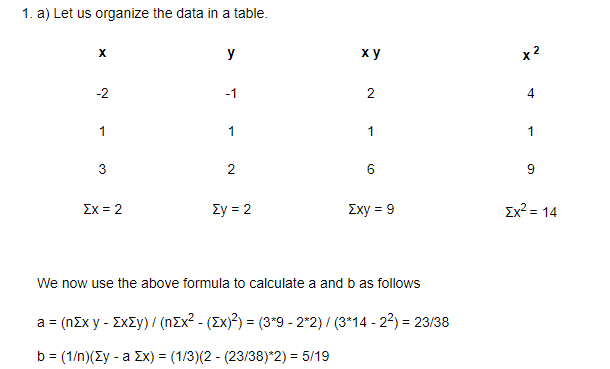 1. a) Let us organize the data in a table.
x y x y x²
-2 -1 2 4
1 1 1 1
3 2 6 9
Σx = 2 Σy = 2 Σxy = 9 Σx² = 14
We now use the above formula to calculate a and b as follows
a = (nΣx y - ΣxΣy) / (nΣx² - (Σx)²) = (3*9 - 2*2) / (3*14 - 2²) = 23/38
b = (1/n)(Σy - a Σx) = (1/3)(2 - (23/38)*2) = 5/19